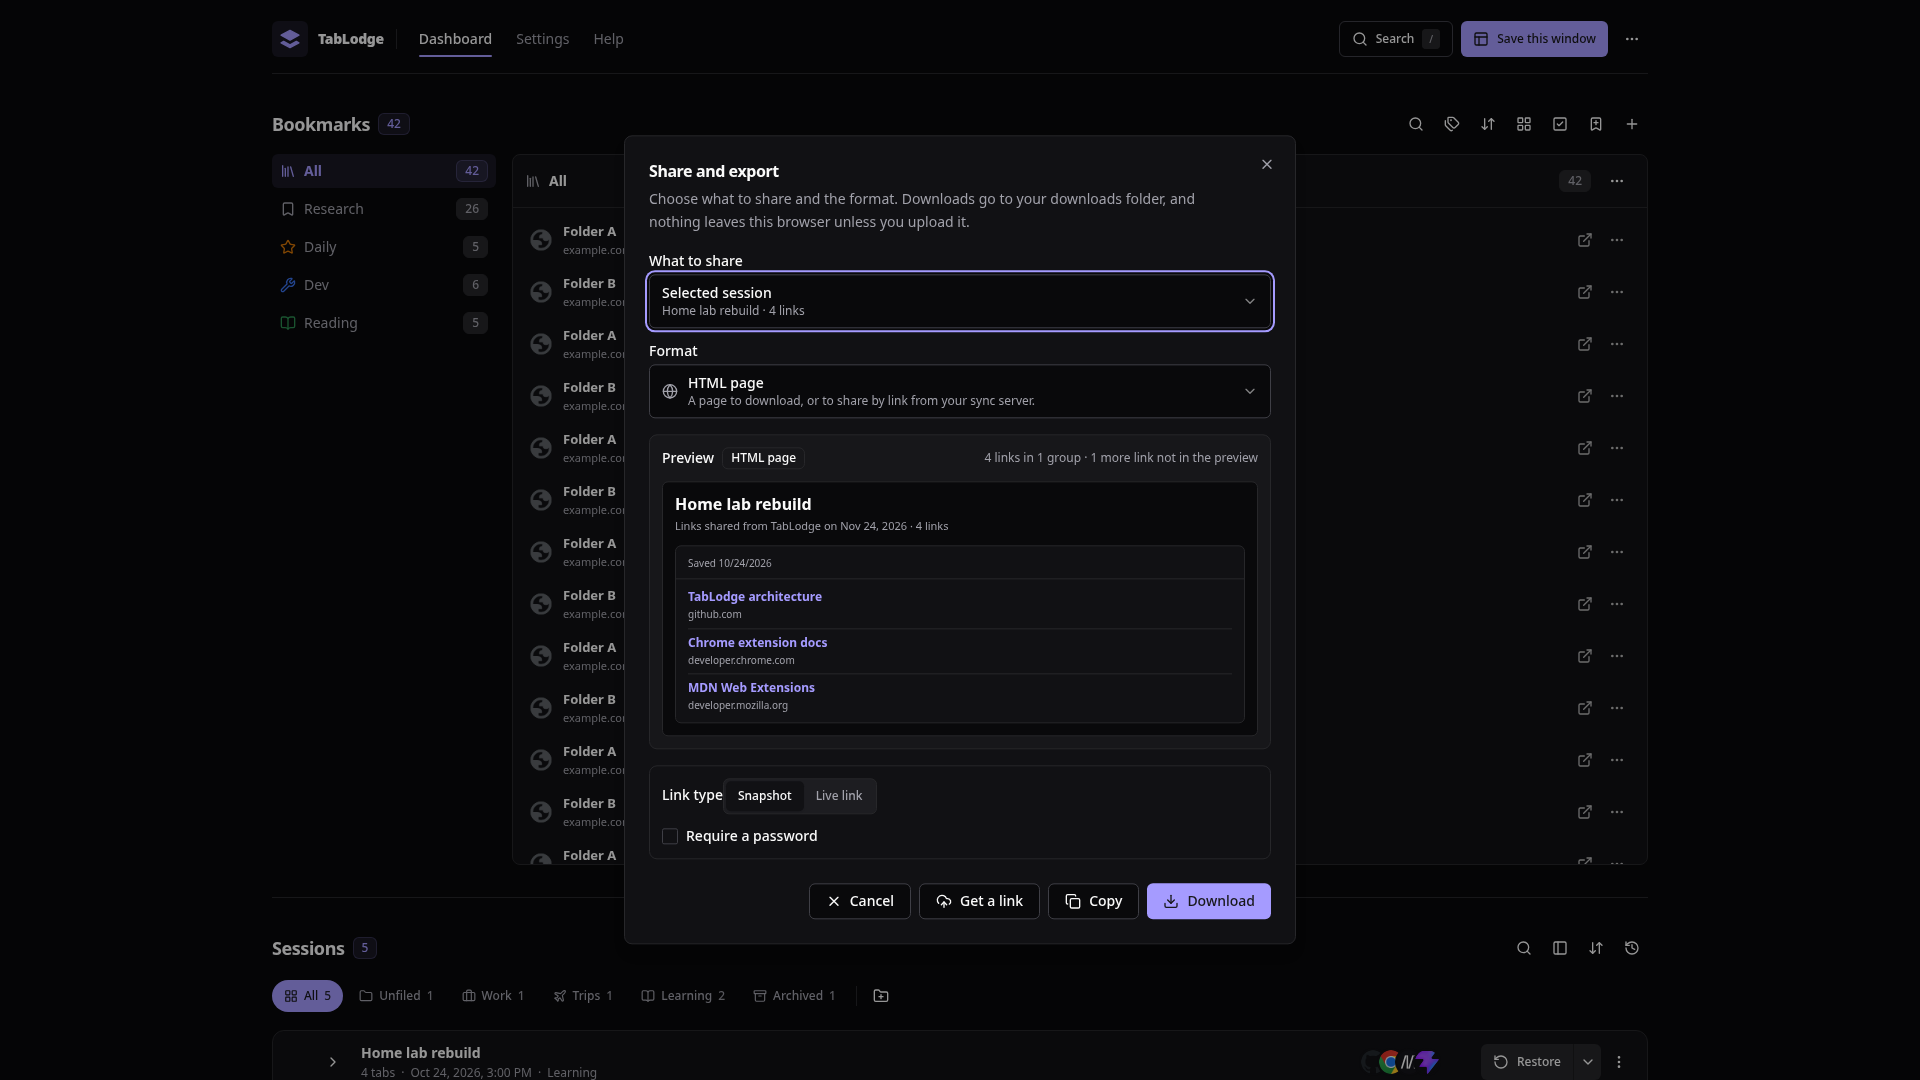 TabLodge
Dashboard
Settings
Help
Search /
Save this window
Bookmarks 42
All 42
Research 26
Daily 5
Dev 6
Reading 5
All
42
Folder A
Folder B
Folder A
Folder B
Folder A
Folder B
Folder A
Folder B
Folder A
Folder B
Folder A
Folder B
Folder A
Share and export
Choose what to share and the format. Downloads go to your downloads folder, and
nothing leaves this browser unless you upload it.
What to share
Selected session
Home lab rebuild · 4 links
Format
HTML page
A page to download, or to share by link from your sync server.
Preview HTML page 4 links in 1 group · 1 more link not in the preview
Home lab rebuild
Links shared from TabLodge on Nov 24, 2026 · 4 links
Saved 10/24/2026
TabLodge architecture
github.com
Chrome extension docs
developer.chrome.com
MDN Web Extensions
developer.mozilla.org
Link type Snapshot Live link
Require a password
Cancel Get a link Copy Download
Sessions 5
All 5 Unfiled 1 Work 1 Trips 1 Learning 2 Archived 1
Home lab rebuild
4 tabs · Oct 24, 2026, 3:00 PM · Learning
Restore